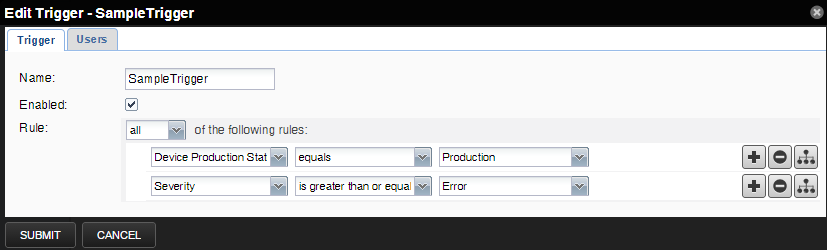 Edit Trigger - SampleTrigger
Trigger Users
Name: SampleTrigger
Enabled:
Rule: all of the following rules:
Device Production Stat equals Production
Severity is greater than or equal Error
SUBMIT CANCEL